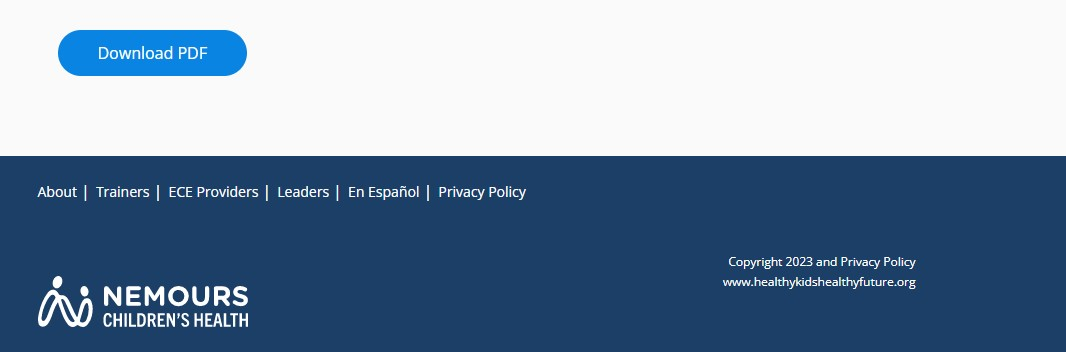 Download PDF
About | Trainers | ECE Providers | Leaders | En Español | Privacy Policy
Copyright 2023 and Privacy Policy
www.healthykidshealthyfuture.org
NEMOURS
CHILDREN'S HEALTH